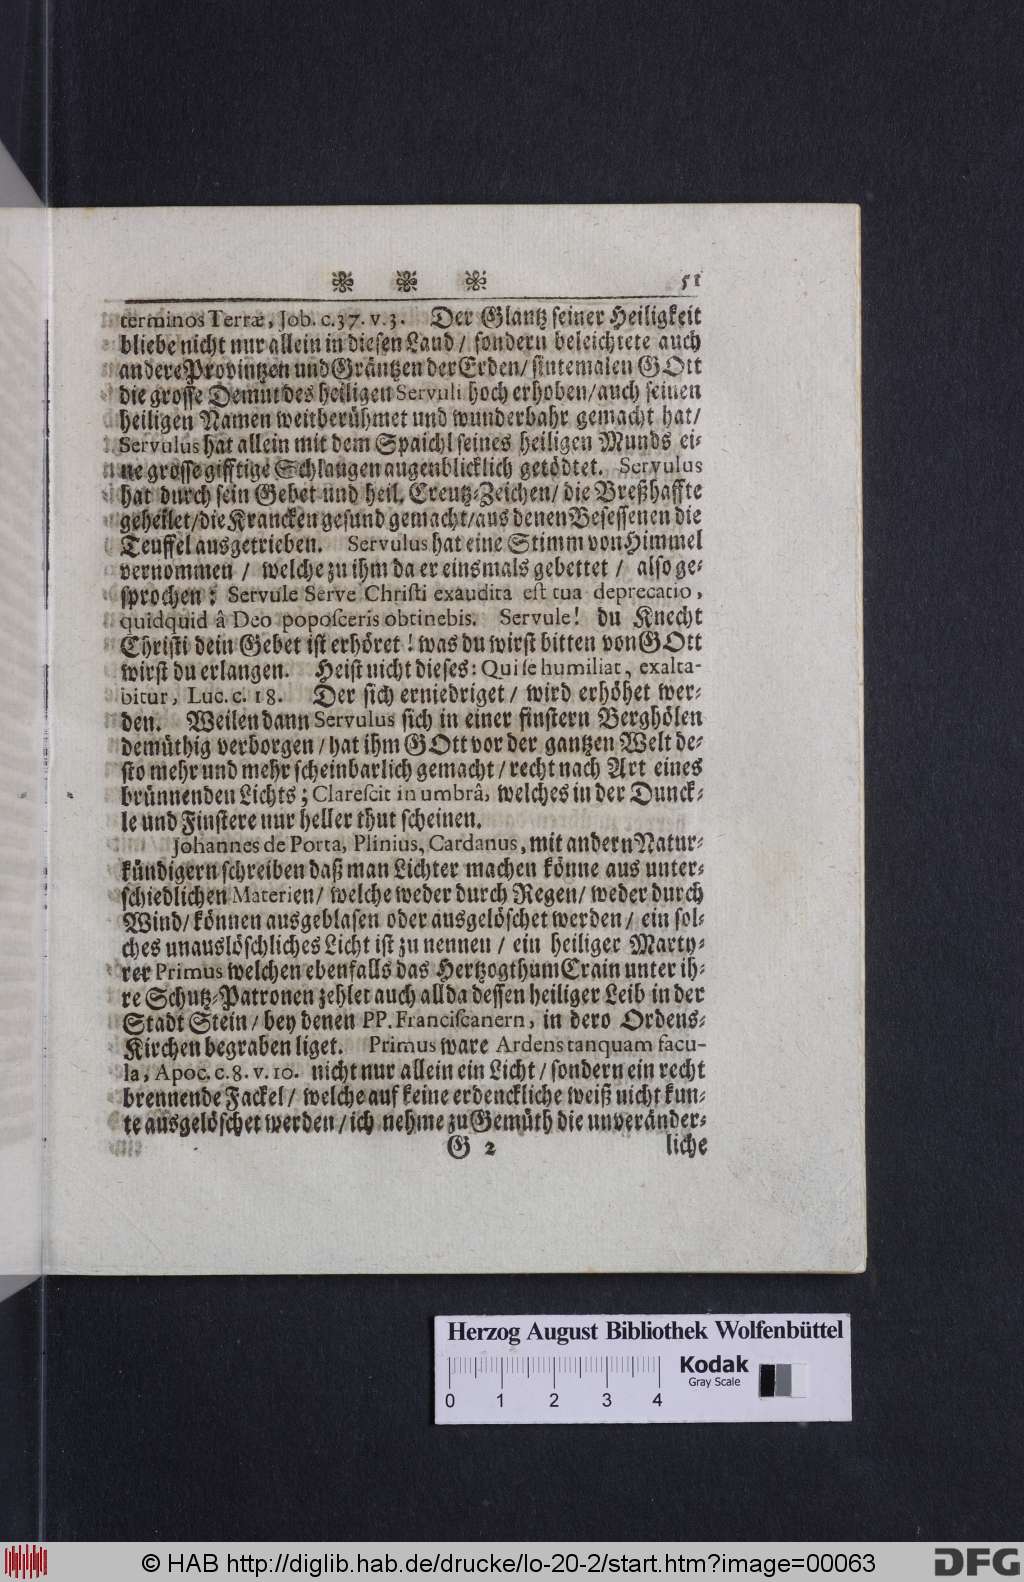 51
terminos Terræ, Job. c. 37. v. 3. Der Glantz seiner Heiligkeit
bliebe nicht nur allein in diesen Land / sondern beleichtete auch
andere Provintzen und Gräntzen der Erden / sintemalen GOtt
die grosse Demut des heiligen Servuli hoch erhoben / auch seinen
heiligen Namen weitberühmet und wunderbahr gemacht hat /
Servulus hat allein mit dem Spaichl seines heiligen Munds ei-
ne grosse gifftige Schlangen augenblicklich getödtet. Servulus
hat durch sein Gebet und heil. Creutz-Zeichen / die Breßhaffte
geheilet / die Krancken gesund gemacht / aus denen Besessenen die
Teuffel ausgetrieben. Servulus hat eine Stimm von Himmel
vernommen / welche zu ihm da er einsmals gebettet / also ge-
sprochen: Servule Serve Christi exaudita est tua deprecatio,
quidquid â Deo poposceris obtinebis. Servule! du Knecht
Christi dein Gebet ist erhöret! was du wirst bitten von GOtt
wirst du erlangen. Heist nicht dieses: Qui se humiliat, exalta-
bitur, Luc. c. 18. Der sich erniedriget / wird erhöhet wer-
den. Weilen dann Servulus sich in einer finstern Berghölen
demüthig verborgen / hat ihm GOtt vor der gantzen Welt de-
sto mehr und mehr scheinbarlich gemacht / recht nach Art eines
brünnenden Lichts; Clarescit in umbrâ, welches in der Dunck-
le und Finstere nur heller thut scheinen.
Johannes de Porta, Plinius, Cardanus, mit andern Natur-
kündigern schreiben daß man Lichter machen könne aus unter-
schiedlichen Materien / welche weder durch Regen / weder durch
Wind / können ausgeblasen oder ausgelöschet werden / ein sol-
ches unauslöschliches Licht ist zu nennen / ein heiliger Marty-
rer Primus welchen ebenfalls das Hertzogthum Crain unter ih-
re Schutz-Patronen zehlet auch allda dessen heiliger Leib in der
Stadt Stein / bey denen PP. Franciscanern, in dero Ordens-
Kirchen begraben liget. Primus ware Ardens tanquam facu-
la, Apoc. c. 8. v. 10. nicht nur allein ein Licht / sondern ein recht
brennende Fackel / welche auf keine erdenckliche weiß nicht kun-
te ausgelöschet werden / ich nehme zu Gemüth die unveränder-
G 2 liche
Herzog August Bibliothek Wolfenbüttel
Kodak
Gray Scale
0 1 2 3 4
© HAB http://diglib.hab.de/drucke/lo-20-2/start.htm?image=00063
DFG